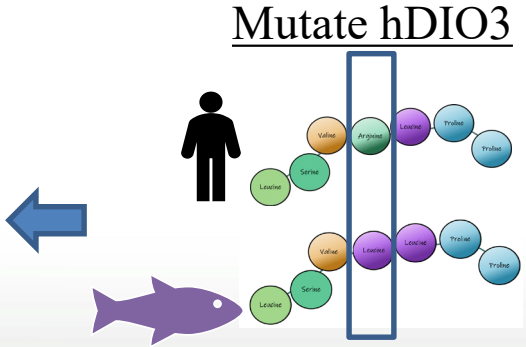 Mutate hDIO3
Leucine
Serine
Valine
Arginine
Leucine
Proline
Proline
Leucine
Serine
Valine
Leucine
Leucine
Proline
Proline